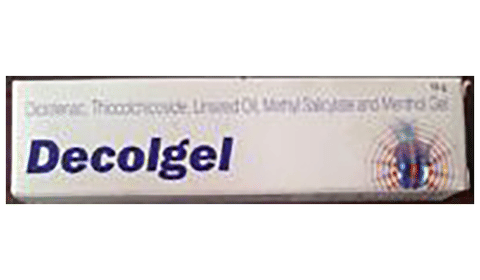 Diclofenac, Thiocolchicoside, Linseed Oil, Methyl Salicylate and Menthol Gel
Decolgel